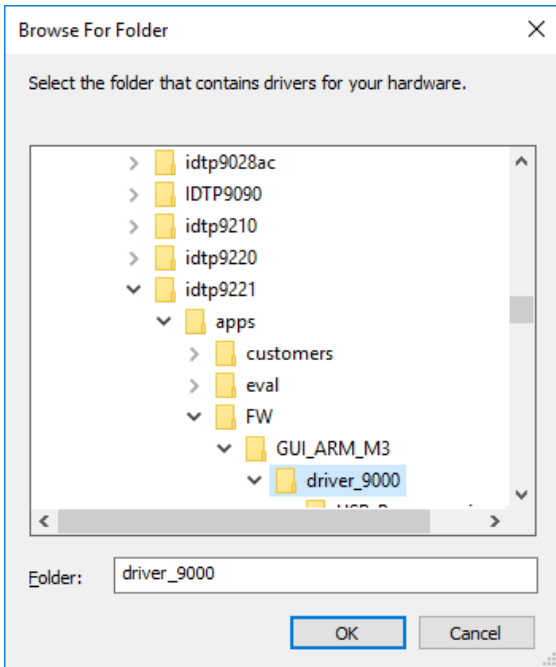 Browse For Folder
Select the folder that contains drivers for your hardware.
idtp9028ac
IDTP9090
idtp9210
idtp9220
idtp9221
apps
customers
eval
FW
GUI_ARM_M3
driver_9000
Folder: driver_9000
OK Cancel